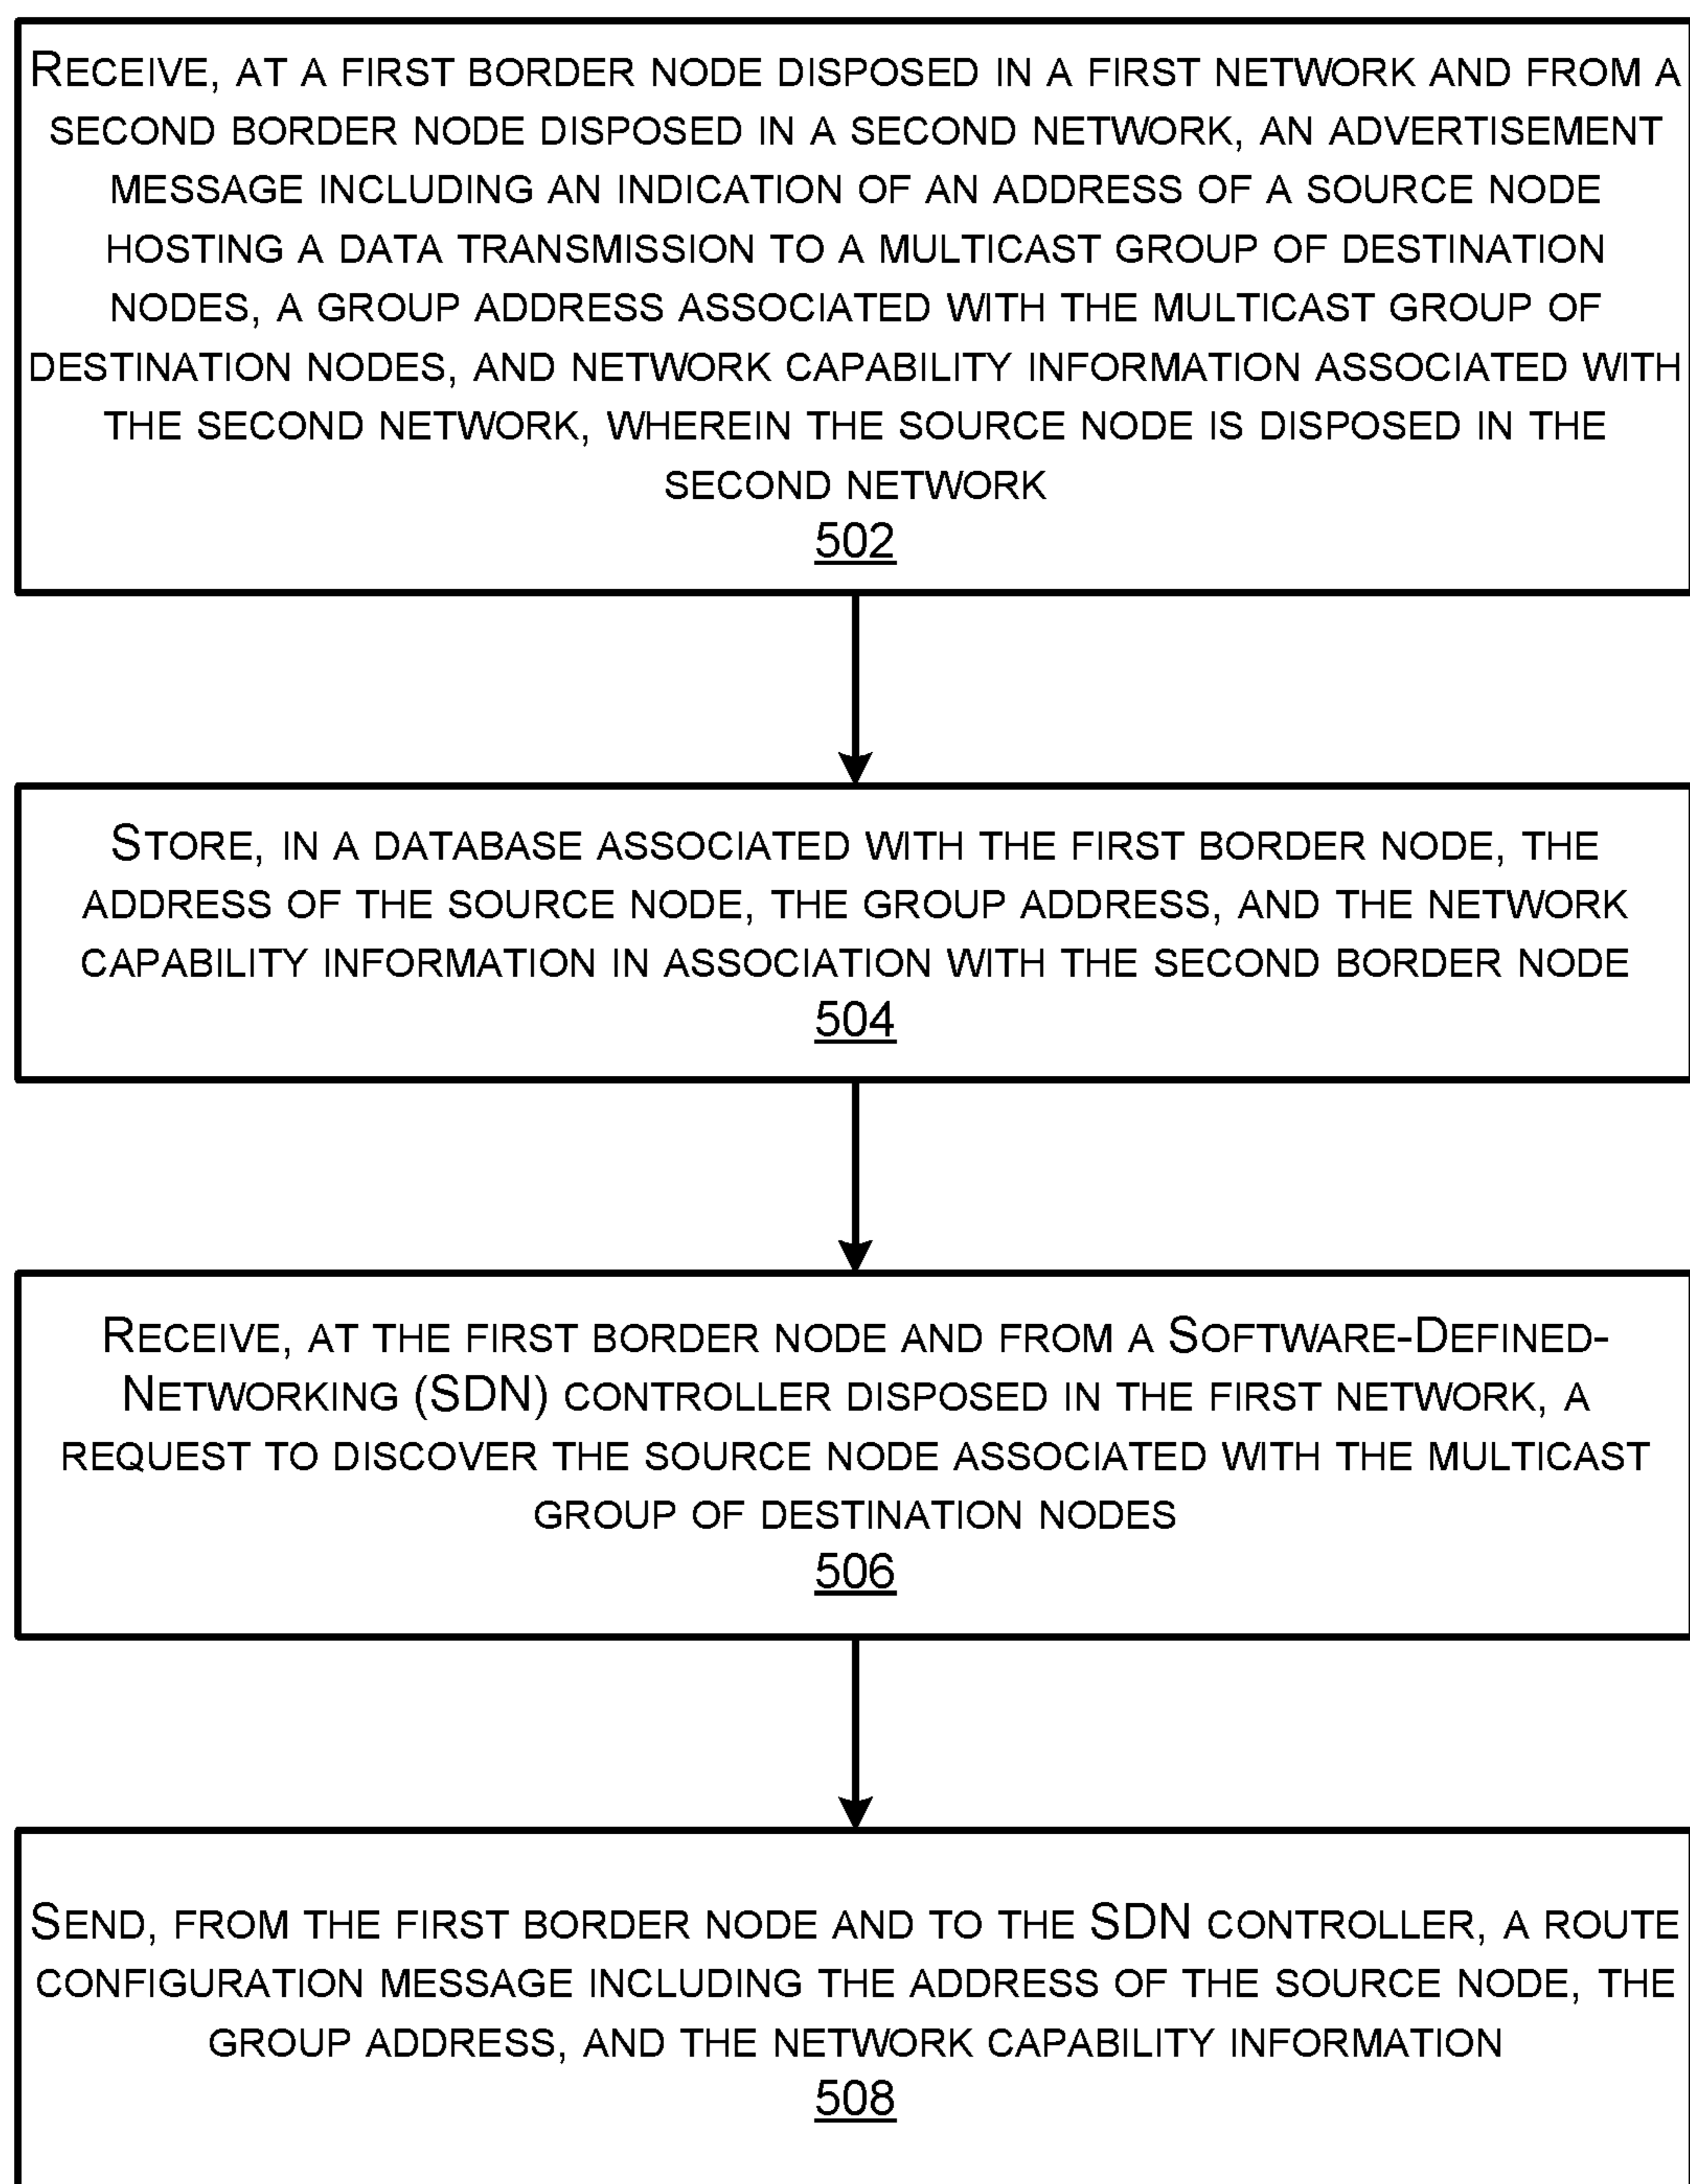 RECEIVE, AT A FIRST BORDER NODE DISPOSED IN A FIRST NETWORK AND FROM A
SECOND BORDER NODE DISPOSED IN A SECOND NETWORK, AN ADVERTISEMENT
MESSAGE INCLUDING AN INDICATION OF AN ADDRESS OF A SOURCE NODE
HOSTING A DATA TRANSMISSION TO A MULTICAST GROUP OF DESTINATION
NODES, A GROUP ADDRESS ASSOCIATED WITH THE MULTICAST GROUP OF
DESTINATION NODES, AND NETWORK CAPABILITY INFORMATION ASSOCIATED WITH
THE SECOND NETWORK, WHEREIN THE SOURCE NODE IS DISPOSED IN THE
SECOND NETWORK
502
STORE, IN A DATABASE ASSOCIATED WITH THE FIRST BORDER NODE, THE
ADDRESS OF THE SOURCE NODE, THE GROUP ADDRESS, AND THE NETWORK
CAPABILITY INFORMATION IN ASSOCIATION WITH THE SECOND BORDER NODE
504
RECEIVE, AT THE FIRST BORDER NODE AND FROM A SOFTWARE-DEFINED-
NETWORKING (SDN) CONTROLLER DISPOSED IN THE FIRST NETWORK, A
REQUEST TO DISCOVER THE SOURCE NODE ASSOCIATED WITH THE MULTICAST
GROUP OF DESTINATION NODES
506
SEND, FROM THE FIRST BORDER NODE AND TO THE SDN CONTROLLER, A ROUTE
CONFIGURATION MESSAGE INCLUDING THE ADDRESS OF THE SOURCE NODE, THE
GROUP ADDRESS, AND THE NETWORK CAPABILITY INFORMATION
508